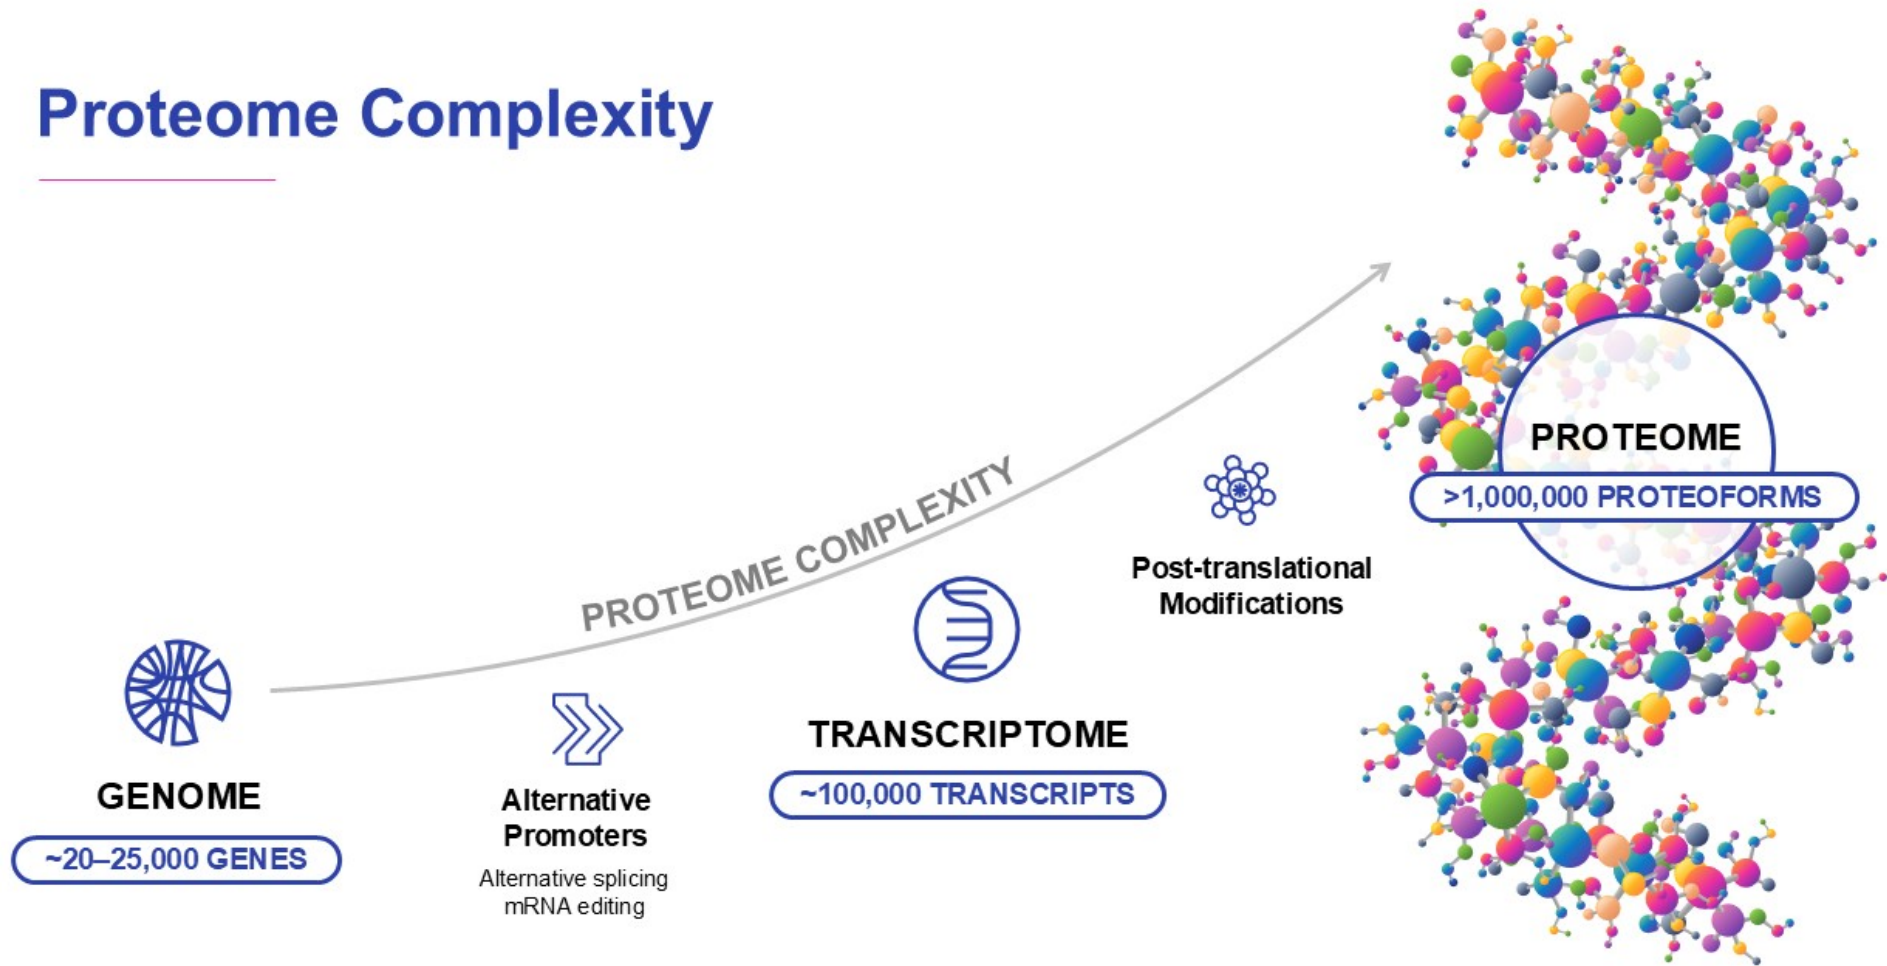 Proteome Complexity
PROTEOME COMPLEXITY
GENOME
~20–25,000 GENES
Alternative
Promoters
Alternative splicing
mRNA editing
TRANSCRIPTOME
~100,000 TRANSCRIPTS
Post-translational
Modifications
PROTEOME
>1,000,000 PROTEOFORMS